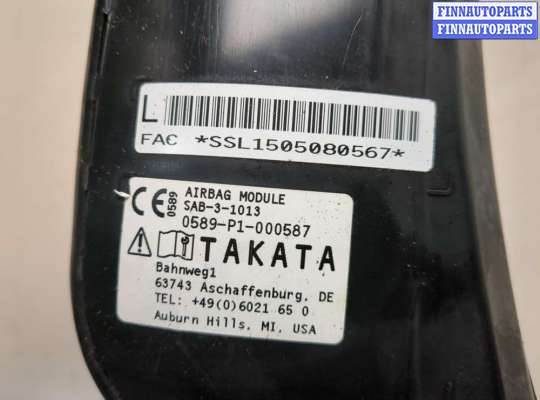 FINNAUTOPARTS
FINNAUTOPARTS
L
FAC *SSL1505080567*
AIRBAG MODULE
SAB-3-1013
0589-P1-000587
CE 0589
TAKATA
Bahnweg1
63743 Aschaffenburg, DE
TEL: +49(0)6021 65 0
Auburn Hills, MI, USA